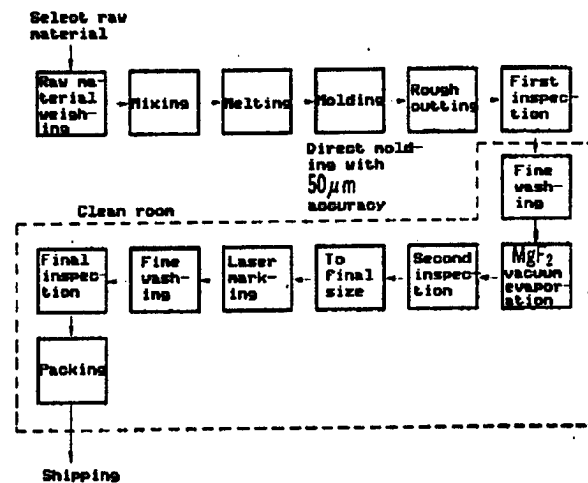 Select raw
material
Raw ma-
terial
weigh-
ing
Mixing
Melting
Molding
Rough
cutting
First
inspec-
tion
Direct mold-
ing with
50μm
accuracy
Fine
wash-
ing
Clean room
Final
inspec-
tion
Fine
wash-
ing
Laser
mark-
ing
To
final
size
Second
inspec-
tion
MgF₂
vacuum
evapor-
ation
Packing
Shipping